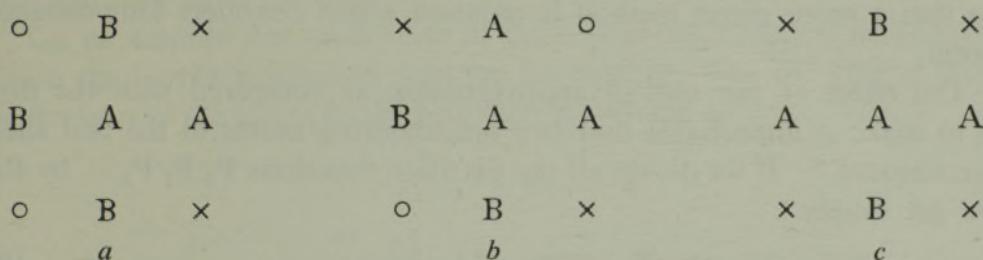 ○ B × × A ○ × B ×
B A A B A A A A A
○ B × ○ B × × B ×
a b c